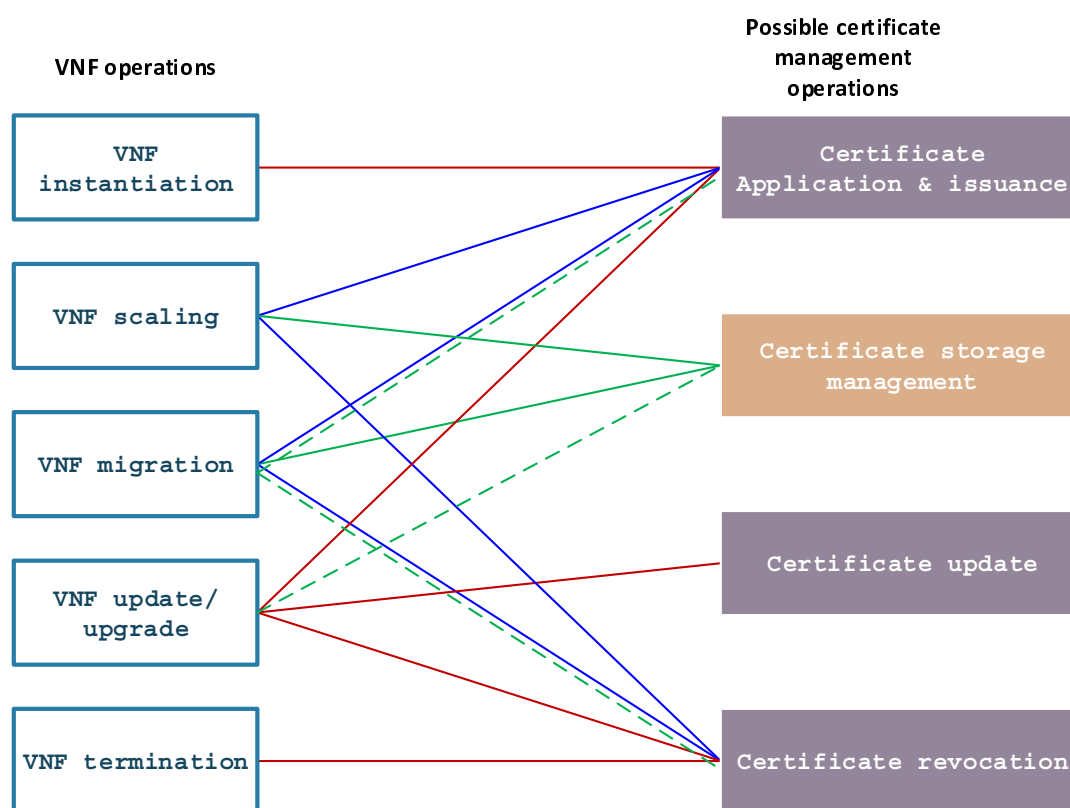 VNF operations
Possible certificate
management
operations
VNF
instantiation
VNF scaling
VNF migration
VNF update/
upgrade
VNF termination
Certificate
Application & issuance
Certificate storage
management
Certificate update
Certificate revocation